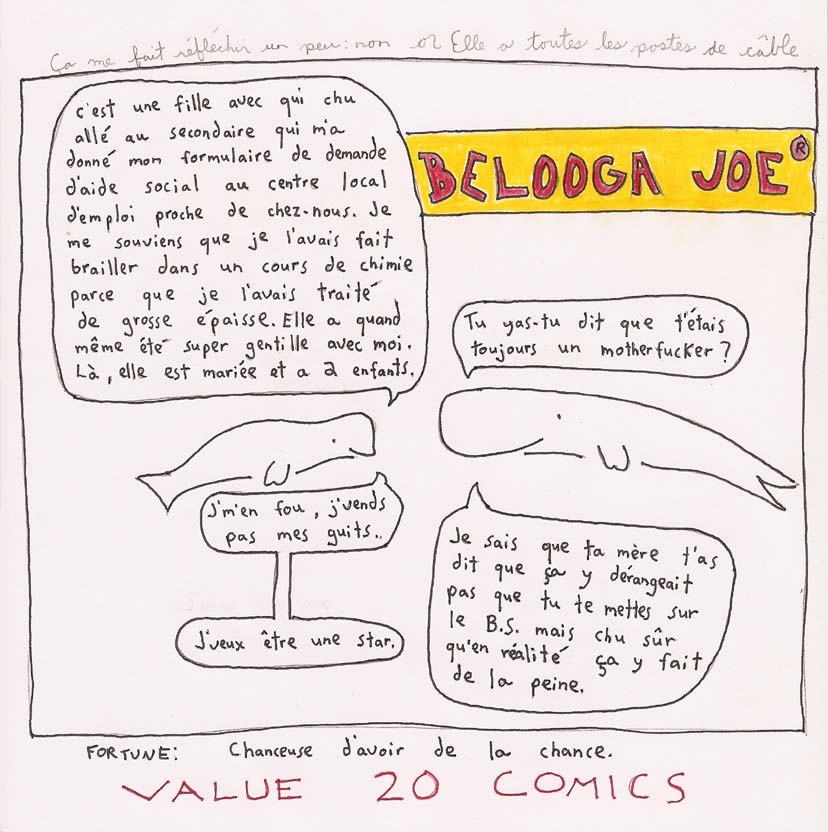 Ça me fait réfléchir un peu: non or Elle a toutes les postes de câble
c'est une fille avec qui chu
allé au secondaire qui m'a
donné mon formulaire de demande
d'aide social au centre local
d'emploi proche de chez-nous. Je
me souviens que je l'avais fait
brailler dans un cours de chimie
parce que je l'avais traité
de grosse épaisse. Elle a quand
même été super gentille avec moi.
Là, elle est mariée et a 2 enfants.
BELOOGA JOE ®
Tu yas-tu dit que t'étais
toujours un motherfucker?
J'm'en fou, j'vends
pas mes guits..
J'veux être une star.
Je sais que ta mère t'as
dit que ça y dérangeait
pas que tu te mettes sur
le B.S. mais chu sûr
qu'en réalité ça y fait
de la peine.
FORTUNE: Chanceuse d'avoir de la chance.
VALUE 20 COMICS